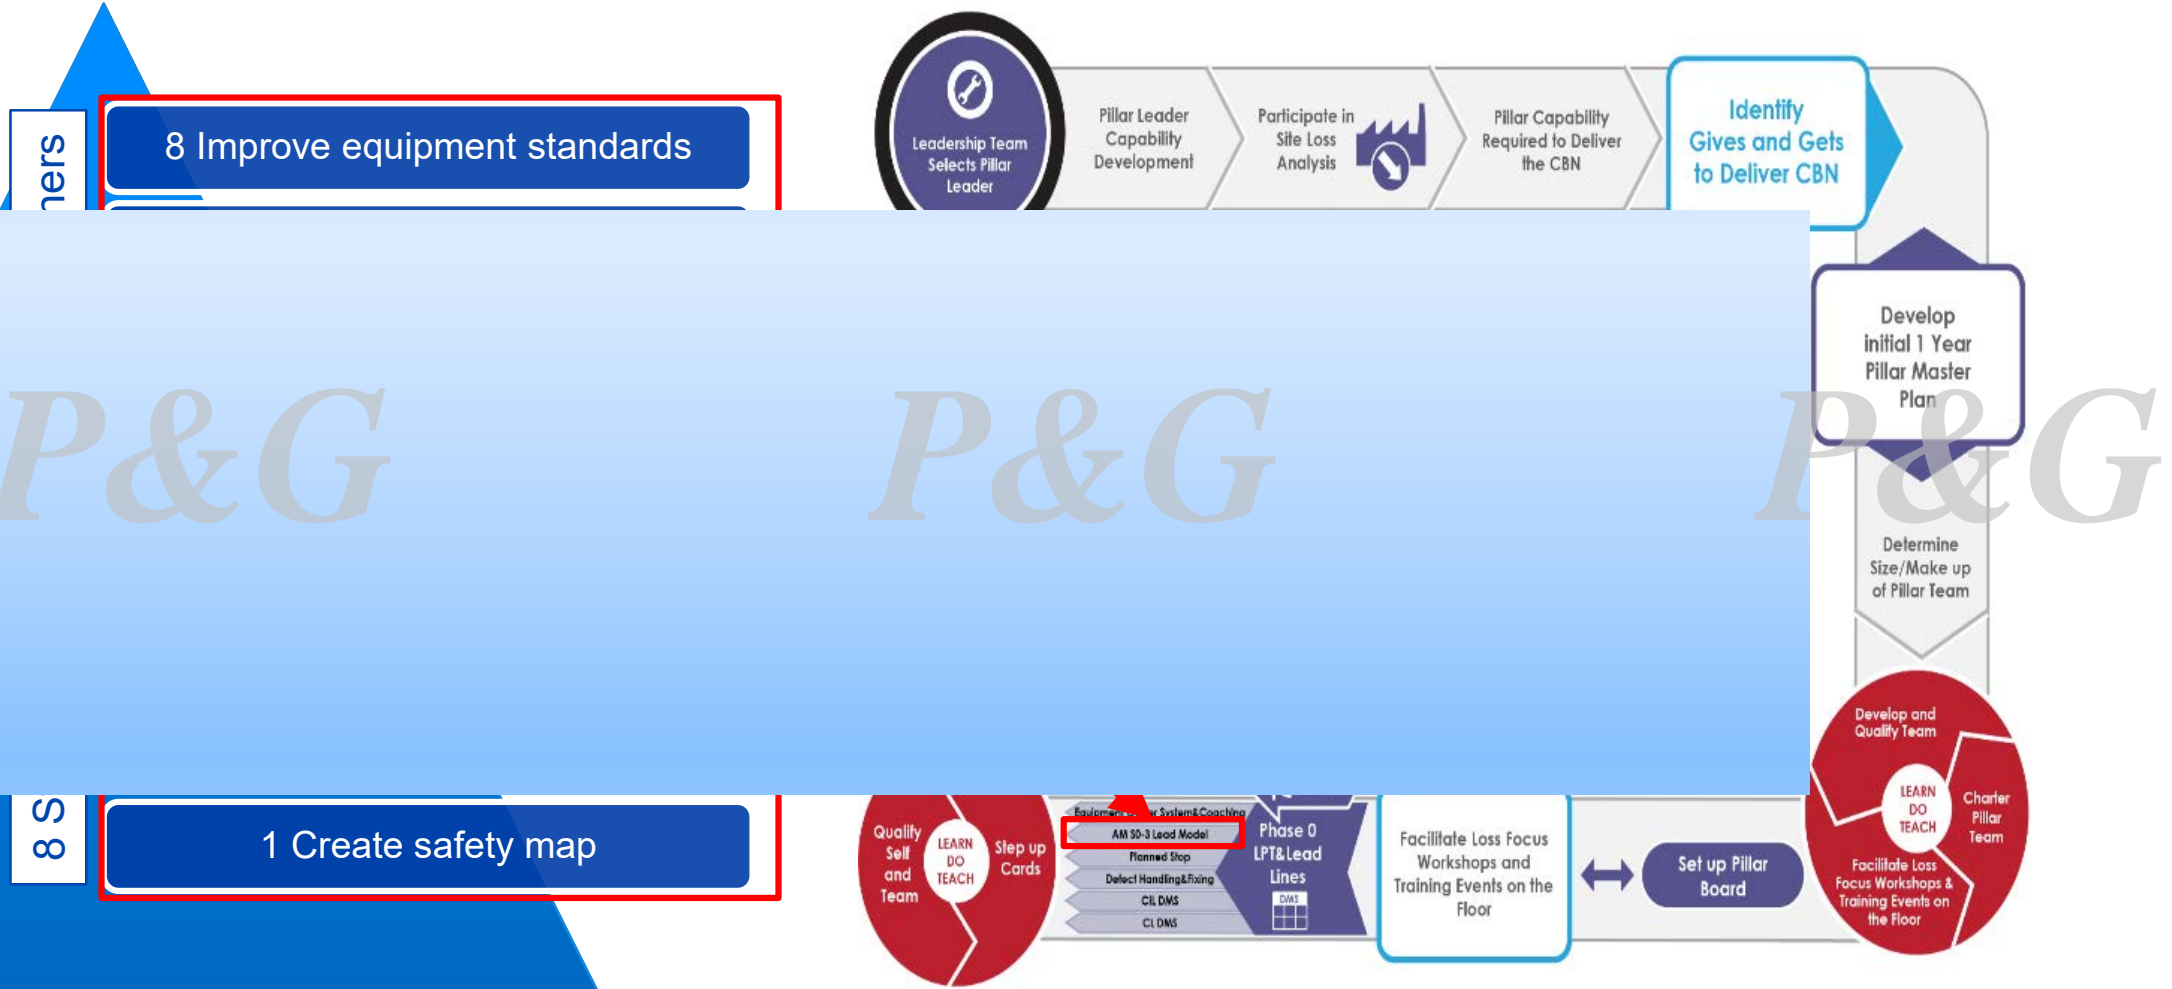 8 Improve equipment standards
1 Create safety map
8 S
Leadership Team
Selects Pillar
Leader
Pillar Leader
Capability
Development
Participate in
Site Loss
Analysis
Pillar Capability
Required to Deliver
the CBN
Identify
Gives and Gets
to Deliver CBN
Develop
initial 1 Year
Pillar Master
Plan
P&G P&G P&G
Determine
Size/Make up
of Pillar Team
Develop and
Qualify Team
LEARN
DO
TEACH
Charter
Pillar
Team
Facilitate Loss
Focus Workshops &
Training Events on
the Floor
Set up Pillar
Board
Facilitate Loss Focus
Workshops and
Training Events on the
Floor
Phase 0
LPT&Lead
Lines
DMS
Equipment System&Coaching
AM S0-3 Lead Model
Planned Stop
Defect Handling&Fixing
CIL DMS
CL DMS
Step up
Cards
LEARN
DO
TEACH
Qualify
Self
and
Team